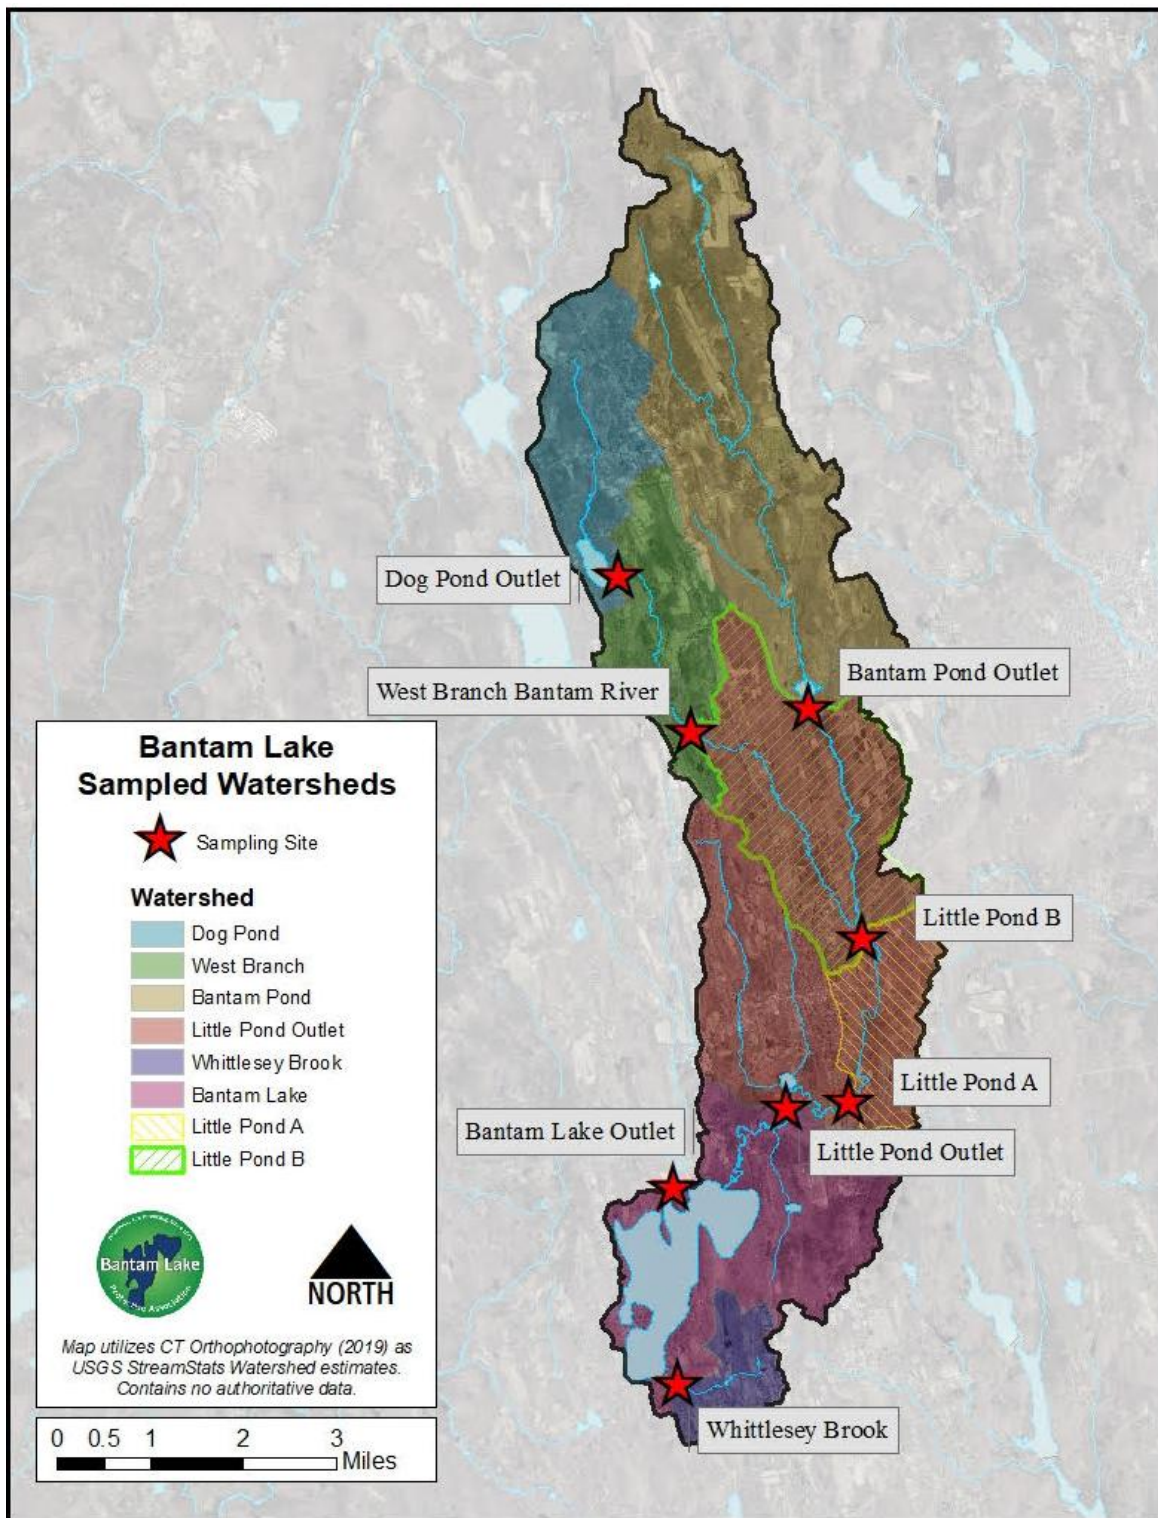 Dog Pond Outlet
West Branch Bantam River
Bantam Pond Outlet
Little Pond B
Little Pond A
Bantam Lake Outlet
Little Pond Outlet
Whittlesey Brook
Bantam Lake
Sampled Watersheds
Sampling Site
Watershed
Dog Pond
West Branch
Bantam Pond
Little Pond Outlet
Whittlesey Brook
Bantam Lake
Little Pond A
Little Pond B
Bantam Lake
Protective Association
NORTH
Map utilizes CT Orthophotography (2019) as
USGS StreamStats Watershed estimates.
Contains no authoritative data.
0 0.5 1 2 3
Miles